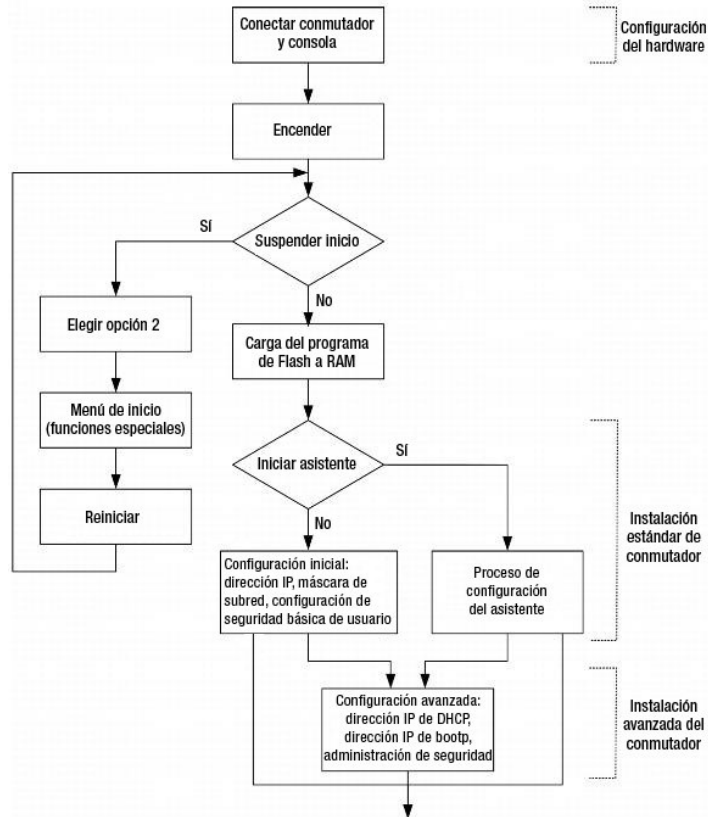 Conectar conmutador
y consola
Configuración
del hardware
Encender
Sí
Suspender inicio
No
Elegir opción 2
Carga del programa
de Flash a RAM
Menú de inicio
(funciones especiales)
Iniciar asistente
Sí
Reiniciar
No
Instalación
estándar de
conmutador
Configuración inicial:
dirección IP, máscara de
subred, configuración de
seguridad básica de usuario
Proceso de
configuración
del asistente
Configuración avanzada:
dirección IP de DHCP,
dirección IP de bootp,
administración de seguridad
Instalación
avanzada del
conmutador